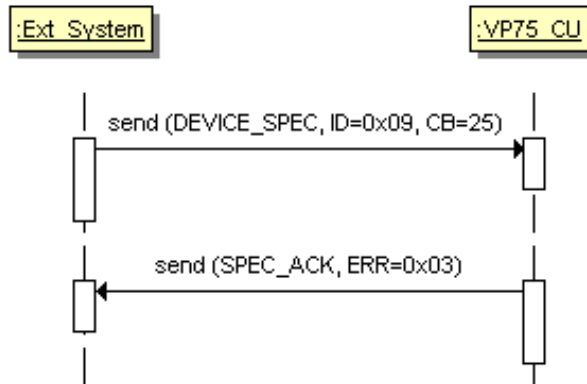 :Ext_System
:VP75_CU
send (DEVICE_SPEC, ID=0x09, CB=25)
send (SPEC_ACK, ERR=0x03)